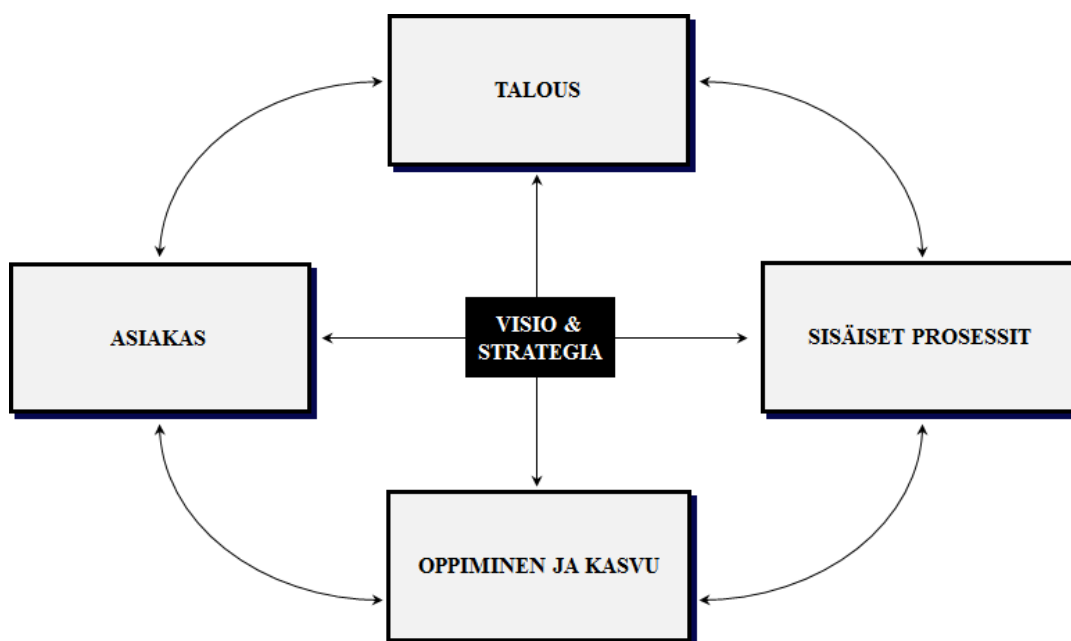 TALOUS
ASIAKAS
VISIO &
STRATEGIA
SISÄISET PROSESSIT
OPPIMINEN JA KASVU